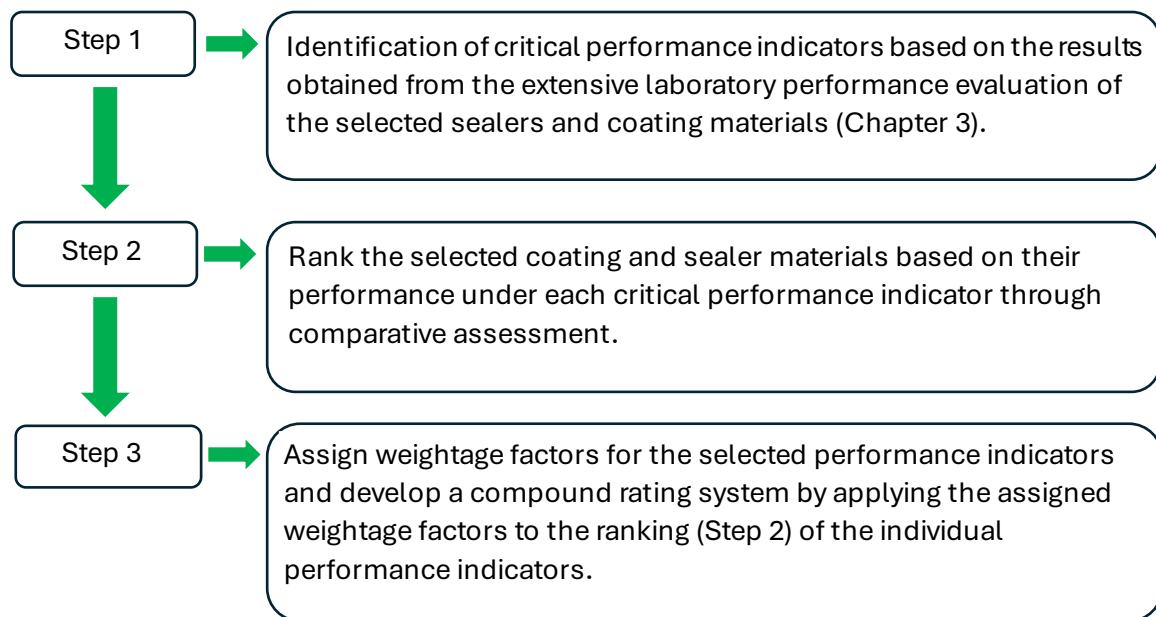 Step 1
Identification of critical performance indicators based on the results
obtained from the extensive laboratory performance evaluation of
the selected sealers and coating materials (Chapter 3).
Step 2
Rank the selected coating and sealer materials based on their
performance under each critical performance indicator through
comparative assessment.
Step 3
Assign weightage factors for the selected performance indicators
and develop a compound rating system by applying the assigned
weightage factors to the ranking (Step 2) of the individual
performance indicators.